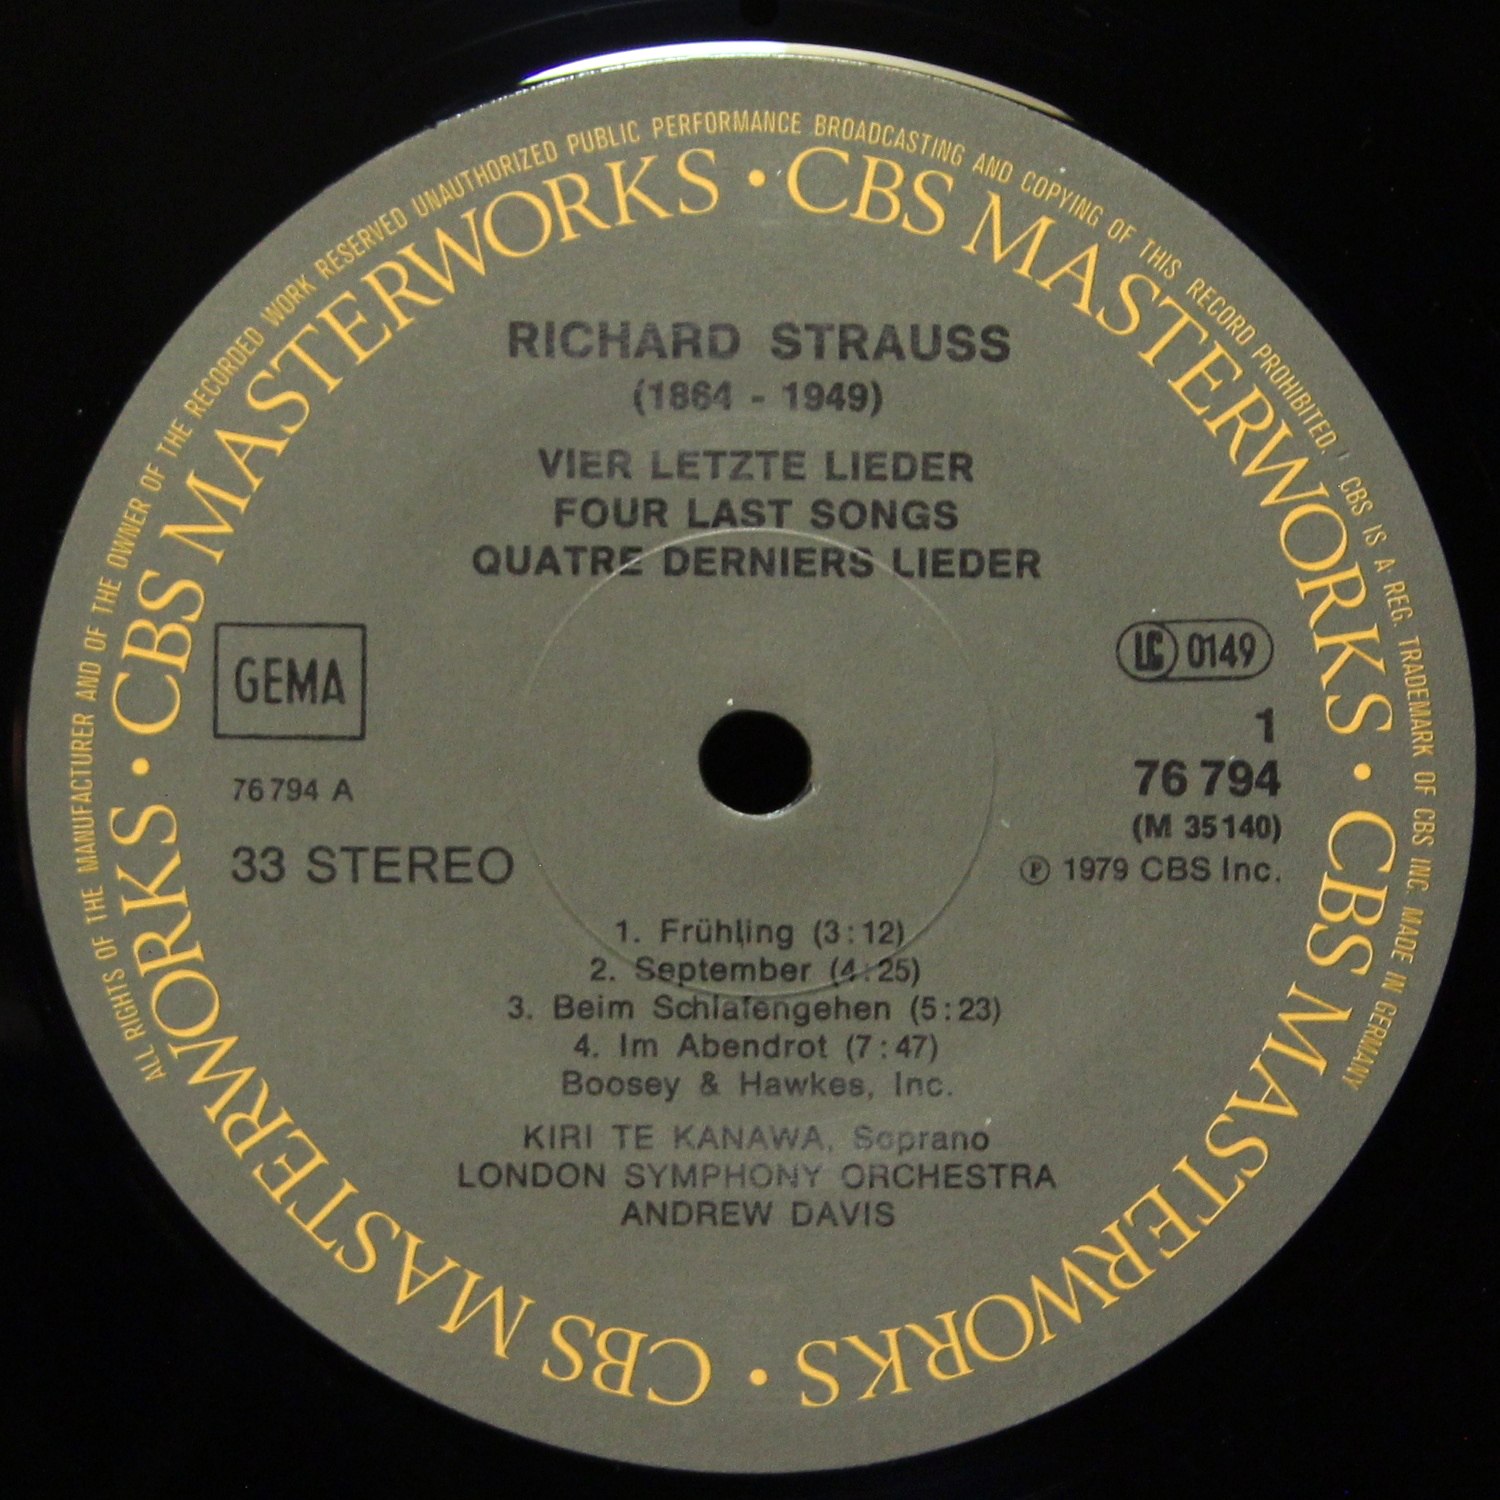 ALL RIGHTS OF THE MANUFACTURER AND OF THE OWNER OF THE RECORDED WORK RESERVED UNAUTHORIZED PUBLIC PERFORMANCE BROADCASTING AND COPYING OF THIS RECORD PROHIBITED. CBS IS A REG. TRADEMARK OF CBS INC. MADE IN GERMANY
CBS MASTERWORKS • CBS MASTERWORKS • CBS MASTERWORKS • CBS MASTERWORKS •
RICHARD STRAUSS
(1864 - 1949)
VIER LETZTE LIEDER
FOUR LAST SONGS
QUATRE DERNIERS LIEDER
GEMA
LC 0149
1
76 794 A
76 794
(M 35140)
33 STEREO
Ⓟ 1979 CBS Inc.
1. Frühling (3:12)
2. September (4:25)
3. Beim Schlafengehen (5:23)
4. Im Abendrot (7:47)
Boosey & Hawkes, Inc.
KIRI TE KANAWA, Soprano
LONDON SYMPHONY ORCHESTRA
ANDREW DAVIS